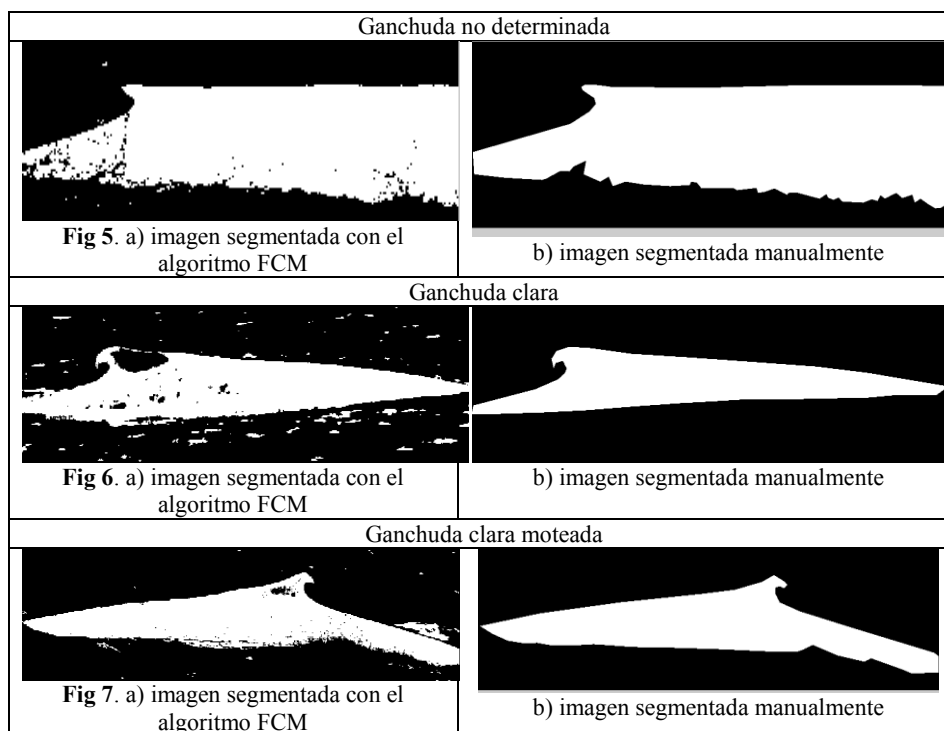 Ganchuda no determinada
Fig 5. a) imagen segmentada con el
algoritmo FCM
b) imagen segmentada manualmente
Ganchuda clara
Fig 6. a) imagen segmentada con el
algoritmo FCM
b) imagen segmentada manualmente
Ganchuda clara moteada
Fig 7. a) imagen segmentada con el
algoritmo FCM
b) imagen segmentada manualmente